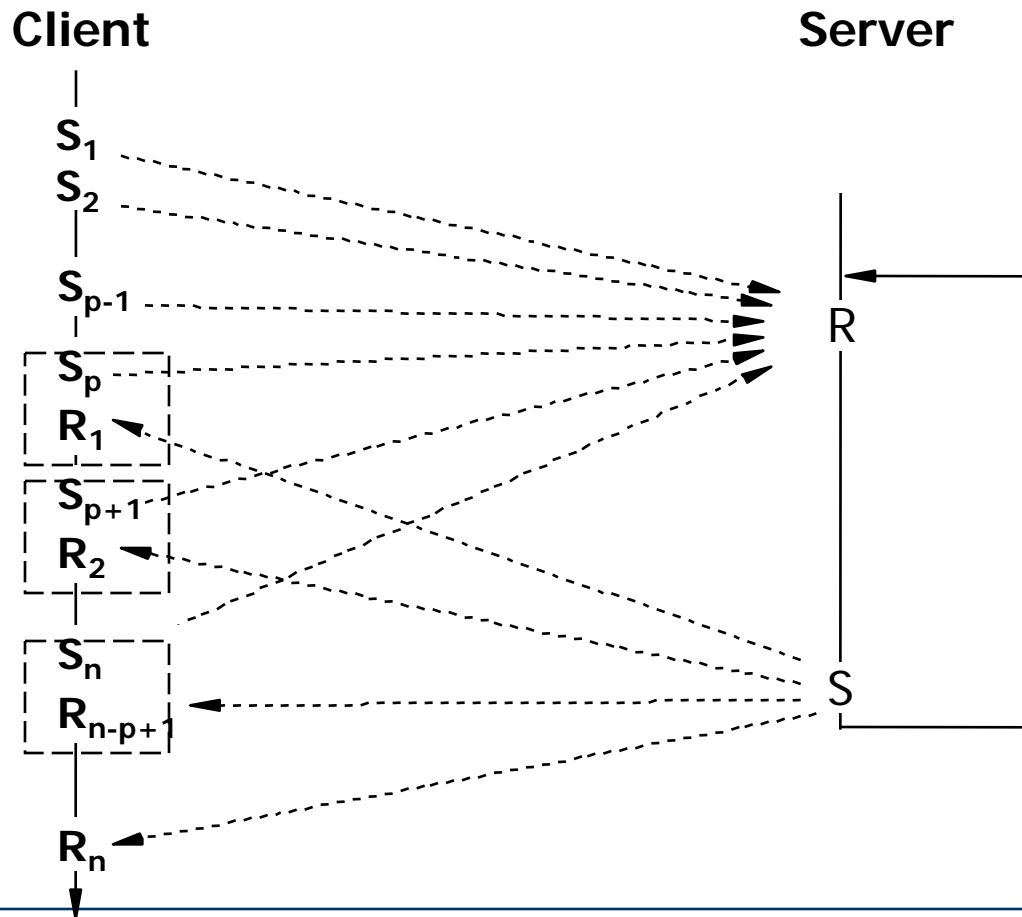 Client Server
S1
S2
Sp-1
R
Sp
R1
Sp+1
R2
Sn
S
Rn-p+1
Rn